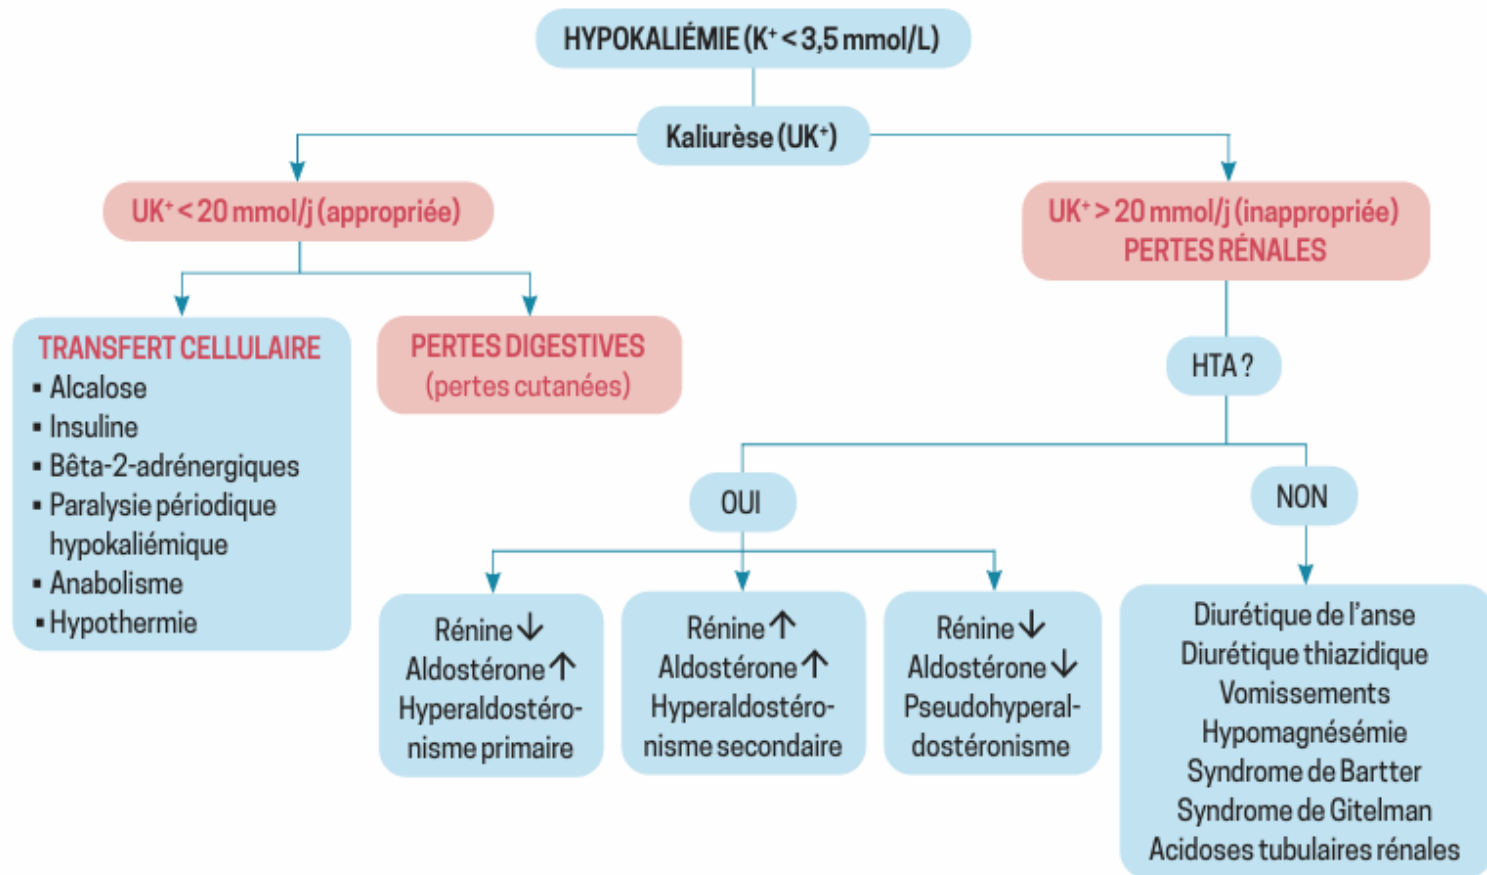 HYPOKALIÉMIE (K⁺ < 3,5 mmol/L)
Kaliurèse (UK⁺)
UK⁺ < 20 mmol/j (appropriée)
UK⁺ > 20 mmol/j (inappropriée)
PERTES RÉNALES
TRANSFERT CELLULAIRE
▪ Alcalose
▪ Insuline
▪ Bêta-2-adrénergiques
▪ Paralysie périodique
hypokaliémique
▪ Anabolisme
▪ Hypothermie
PERTES DIGESTIVES
(pertes cutanées)
HTA ?
OUI
NON
Rénine ↓
Aldostérone ↑
Hyperaldostéro-
nisme primaire
Rénine ↑
Aldostérone ↑
Hyperaldostéro-
nisme secondaire
Rénine ↓
Aldostérone ↓
Pseudohyperal-
dostéronisme
Diurétique de l’anse
Diurétique thiazidique
Vomissements
Hypomagnésémie
Syndrome de Bartter
Syndrome de Gitelman
Acidoses tubulaires rénales